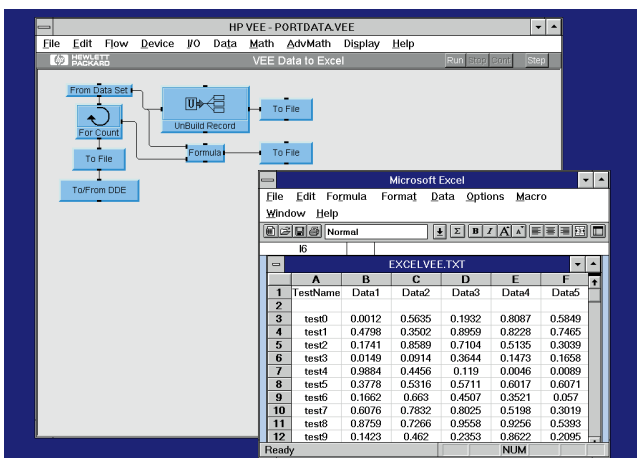 HP VEE - PORTDATA.VEE
File Edit Flow Device I/O Data Math AdvMath Display Help
hp HEWLETT PACKARD VEE Data to Excel Run Stop Cont Step
From Data Set
UnBuild Record
To File
For Count
Formula
To File
To File
To/From DDE
Microsoft Excel
File Edit Formula Format Data Options Macro
Window Help
Normal Σ B I A A
I6
EXCELVEE.TXT
A B C D E F
1 TestName Data1 Data2 Data3 Data4 Data5
2
3 test0 0.0012 0.5635 0.1932 0.8087 0.5849
4 test1 0.4798 0.3502 0.8959 0.8228 0.7465
5 test2 0.1741 0.8589 0.7104 0.5135 0.3039
6 test3 0.0149 0.0914 0.3644 0.1473 0.1658
7 test4 0.9884 0.4456 0.119 0.0046 0.0089
8 test5 0.3778 0.5316 0.5711 0.6017 0.6071
9 test6 0.1662 0.663 0.4507 0.3521 0.057
10 test7 0.6076 0.7832 0.8025 0.5198 0.3019
11 test8 0.8759 0.7266 0.9558 0.9256 0.5393
12 test9 0.1423 0.462 0.2353 0.8622 0.2095
Ready NUM